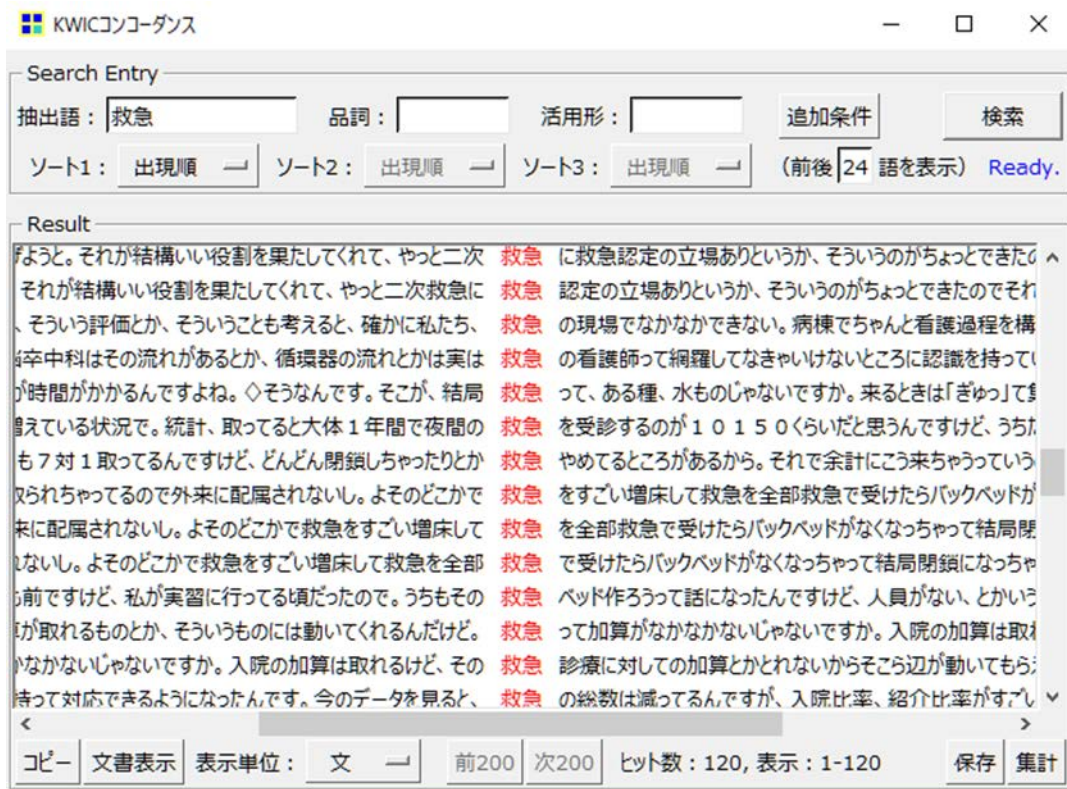 KWICコンコーダンス
Search Entry
抽出語： 救急 品詞： 活用形： 追加条件 検索
ソート1： 出現順 ソート2： 出現順 ソート3： 出現順 （前後 24 語を表示） Ready.
Result
ようと。それが結構いい役割を果たしてくれて、やっと二次 救急 に救急認定の立場ありというか、そういうのがちょっとできた
それが結構いい役割を果たしてくれて、やっと二次救急に 救急 認定の立場ありというか、そういうのがちょっとできたのでそれ
、そういう評価とか、そういうことも考えると、確かに私たち、 救急 の現場でなかなかできない。病棟でちゃんと看護過程を構
卒中科はその流れがあるとか、循環器の流れとかは実は 救急 の看護師って網羅してなきゃいけないところに認識を持ってい
が時間がかかるんですよね。◇そうなんです。そこが、結局 救急 って、ある種、水ものじゃないですか。来るときは「ぎゅっ」て
増えている状況で。統計、取ってると大体１年間で夜間の 救急 を受診するのが１０１５０くらいだと思うんですけど、うち
も７対１取ってるんですけど、どんどん閉鎖しちゃったりとか 救急 やめてるところがあるから。それで余計にこう来ちゃうっていう
られちゃってるので外来に配属されないし。よそのどこかで 救急 をすごい増床して救急を全部救急で受けたらバックベッドが
来に配属されないし。よそのどこかで救急をすごい増床して 救急 を全部救急で受けたらバックベッドがなくなっちゃって結局閉
ないし。よそのどこかで救急をすごい増床して救急を全部 救急 で受けたらバックベッドがなくなっちゃって結局閉鎖になっちゃ
前ですけど、私が実習に行ってる頃だったので。うちもその 救急 ベッド作ろうって話になったんですけど、人員がない、とかいう
が取れるものとか、そういうものには動いてくれるんだけど。 救急 って加算がなかなかないじゃないですか。入院の加算は取れ
なかないじゃないですか。入院の加算は取れるけど、その 救急 診療に対しての加算とかとれないからそこら辺が動いてもらえ
持って対応できるようになったんです。今のデータを見ると、 救急 の総数は減ってるんですが、入院比率、紹介比率がすごい
コピー 文書表示 表示単位： 文 前200 次200 ヒット数：120, 表示：1-120 保存 集計